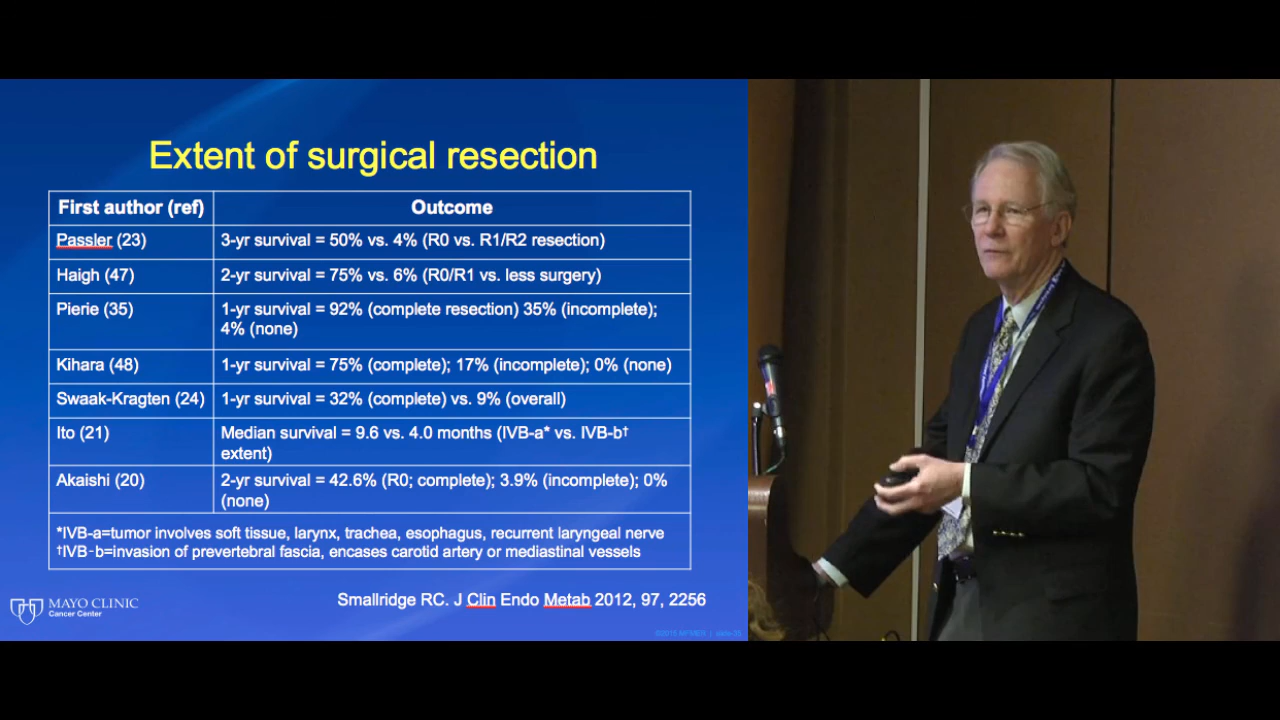 Extent of surgical resection
First author (ref) Outcome
Passler (23) 3-yr survival = 50% vs. 4% (R0 vs. R1/R2 resection)
Haigh (47) 2-yr survival = 75% vs. 6% (R0/R1 vs. less surgery)
Pierie (35) 1-yr survival = 92% (complete resection) 35% (incomplete);
4% (none)
Kihara (48) 1-yr survival = 75% (complete); 17% (incomplete); 0% (none)
Swaak-Kragten (24) 1-yr survival = 32% (complete) vs. 9% (overall)
Ito (21) Median survival = 9.6 vs. 4.0 months (IVB-a* vs. IVB-b†
extent)
Akaishi (20) 2-yr survival = 42.6% (R0; complete); 3.9% (incomplete); 0%
(none)
*IVB-a=tumor involves soft tissue, larynx, trachea, esophagus, recurrent laryngeal nerve
†IVB-b=invasion of prevertebral fascia, encases carotid artery or mediastinal vessels
MAYO CLINIC
Cancer Center
Smallridge RC. J Clin Endo Metab 2012, 97, 2256